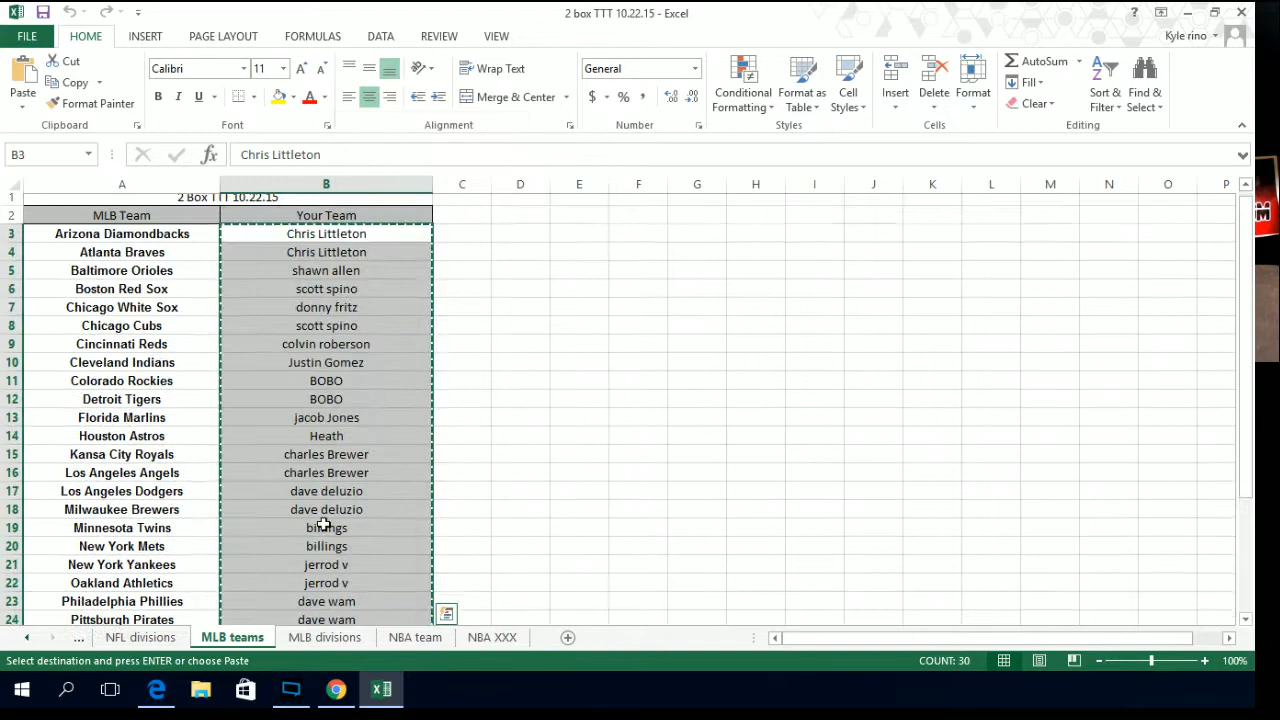 2 box TTT 10.22.15 - Excel
FILE HOME INSERT PAGE LAYOUT FORMULAS DATA REVIEW VIEW Kyle rino
Paste Cut Copy Format Painter Clipboard
Calibri 11 B I U A Font
Wrap Text Merge & Center Alignment
General $ % , Number
Conditional Formatting Format as Table Cell Styles Styles
Insert Delete Format Cells
AutoSum Fill Clear Sort & Filter Find & Select Editing
B3 fx Chris Littleton
A B C D E F G H I J K L M N O P
1 2 Box TTT 10.22.15
2 MLB Team Your Team
3 Arizona Diamondbacks Chris Littleton
4 Atlanta Braves Chris Littleton
5 Baltimore Orioles shawn allen
6 Boston Red Sox scott spino
7 Chicago White Sox donny fritz
8 Chicago Cubs scott spino
9 Cincinnati Reds colvin roberson
10 Cleveland Indians Justin Gomez
11 Colorado Rockies BOBO
12 Detroit Tigers BOBO
13 Florida Marlins jacob Jones
14 Houston Astros Heath
15 Kansa City Royals charles Brewer
16 Los Angeles Angels charles Brewer
17 Los Angeles Dodgers dave deluzio
18 Milwaukee Brewers dave deluzio
19 Minnesota Twins billings
20 New York Mets billings
21 New York Yankees jerrod v
22 Oakland Athletics jerrod v
23 Philadelphia Phillies dave wam
24 Pittsburgh Pirates dave wam
... NFL divisions MLB teams MLB divisions NBA team NBA XXX
Select destination and press ENTER or choose Paste COUNT: 30 100%